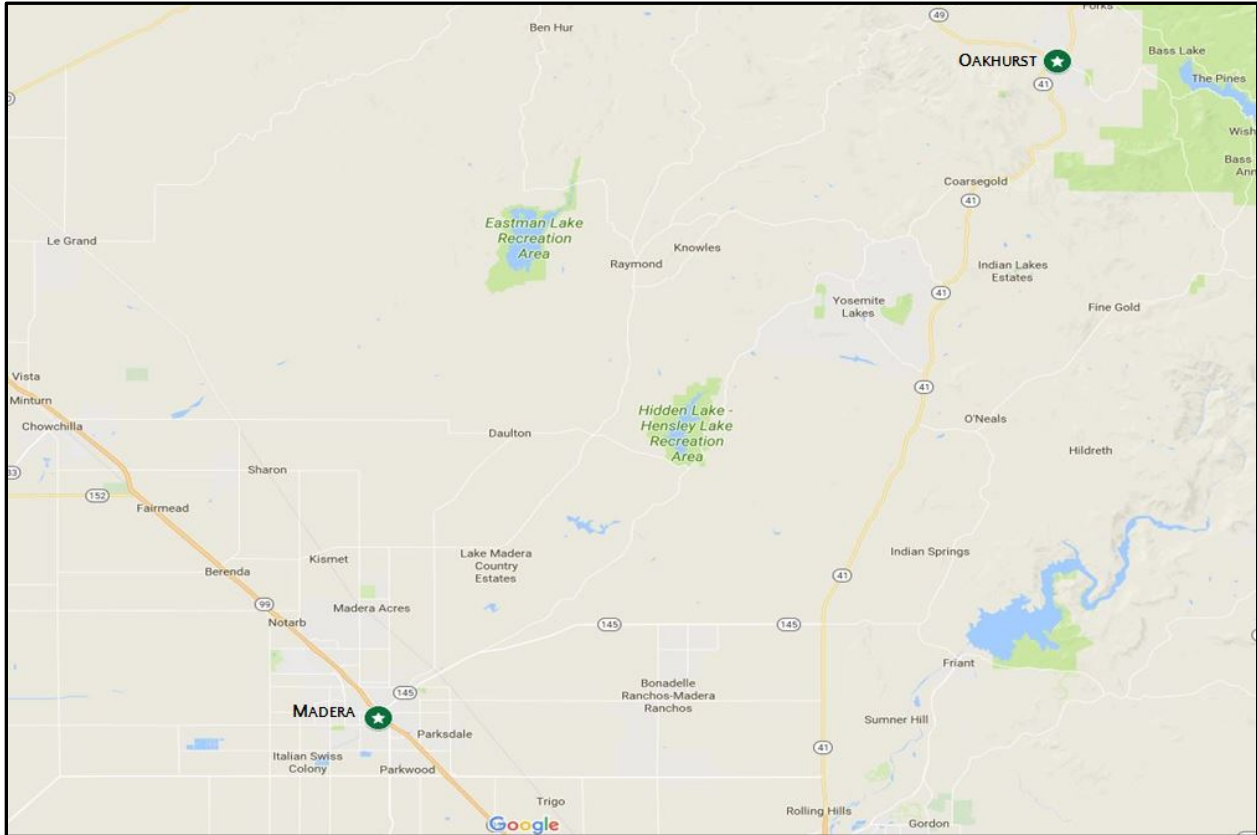 Ben Hur
49
Forks
OAKHURST
41
Bass Lake
The Pines
Wish
Bass
Ann
Coarsegold
41
Eastman Lake
Recreation
Area
Le Grand
Knowles
Raymond
Indian Lakes
Estates
41
Yosemite
Lakes
Fine Gold
Vista
Minturn
41
Chowchilla
Hidden Lake -
Hensley Lake
Recreation
Area
O'Neals
Daulton
Hildreth
Sharon
33
152
Fairmead
Kismet
Lake Madera
Country
Estates
Indian Springs
Berenda
41
99
Madera Acres
Notarb
145
145
Friant
145
Bonadelle
Ranchos-Madera
Ranchos
MADERA
Sumner Hill
Parksdale
41
Italian Swiss
Colony
Parkwood
Trigo
Rolling Hills
Google
Gordon